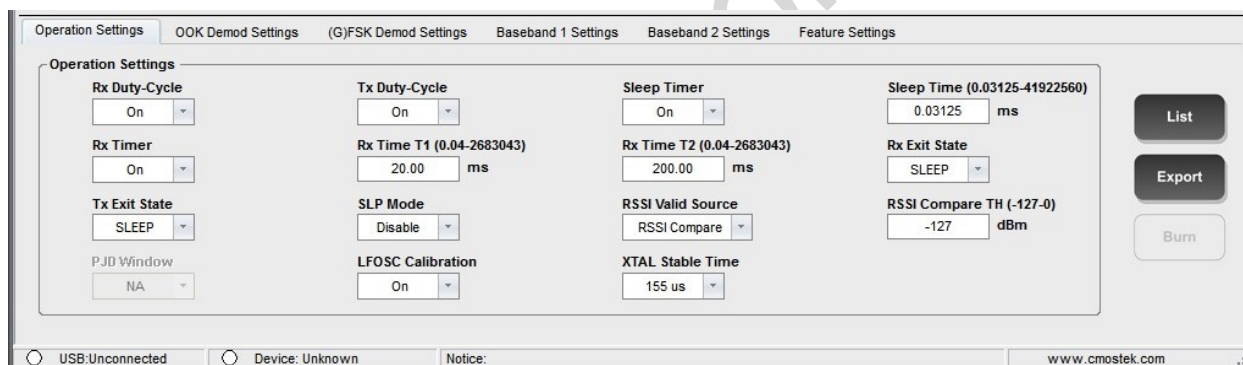 Operation Settings OOK Demod Settings (G)FSK Demod Settings Baseband 1 Settings Baseband 2 Settings Feature Settings
Operation Settings
Rx Duty-Cycle Tx Duty-Cycle Sleep Timer Sleep Time (0.03125-41922560)
On On On 0.03125 ms
List
Rx Timer Rx Time T1 (0.04-2683043) Rx Time T2 (0.04-2683043) Rx Exit State
On 20.00 ms 200.00 ms SLEEP
Export
Tx Exit State SLP Mode RSSI Valid Source RSSI Compare TH (-127-0)
SLEEP Disable RSSI Compare -127 dBm
Burn
PJD Window LFOSC Calibration XTAL Stable Time
NA On 155 us
USB:Unconnected Device: Unknown Notice: www.cmostek.com